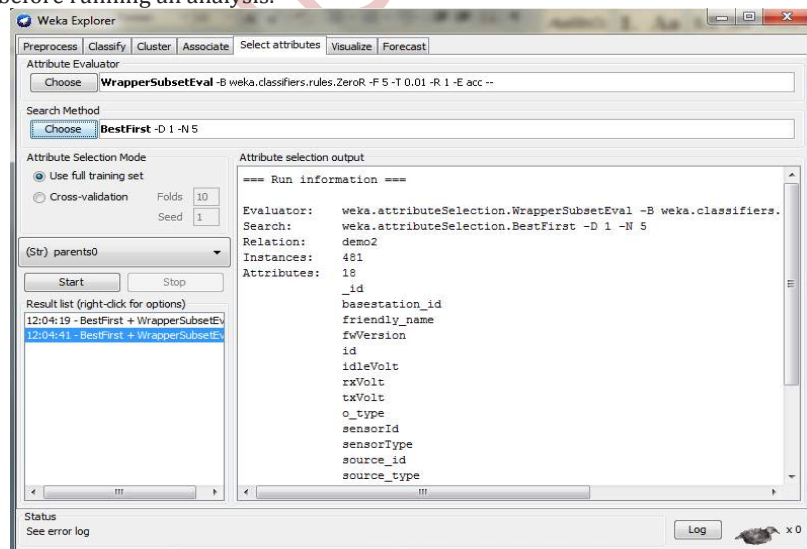 before running an analysis.
Weka Explorer
Preprocess Classify Cluster Associate Select attributes Visualize Forecast
Attribute Evaluator
Choose WrapperSubsetEval -B weka.classifiers.rules.ZeroR -F 5 -T 0.01 -R 1 -E acc --
Search Method
Choose BestFirst -D 1 -N 5
Attribute Selection Mode
Use full training set
Cross-validation Folds 10
Seed 1
(Str) parents0
Start Stop
Result list (right-click for options)
12:04:19 - BestFirst + WrapperSubsetEv
12:04:41 - BestFirst + WrapperSubsetEv
Attribute selection output
=== Run information ===
Evaluator: weka.attributeSelection.WrapperSubsetEval -B weka.classifiers.
Search: weka.attributeSelection.BestFirst -D 1 -N 5
Relation: demo2
Instances: 481
Attributes: 18
_id
basestation_id
friendly_name
fwVersion
id
idleVolt
rxVolt
txVolt
o_type
sensorId
sensorType
source_id
source_type
Status
See error log
Log x 0